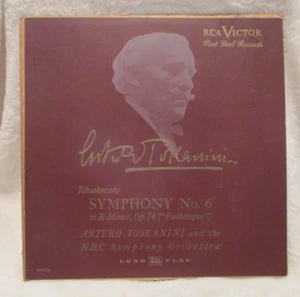 RCA VICTOR
Red Seal Records
Arturo Toscanini
Tchaikovsky
SYMPHONY No. 6
in B Minor, Op. 74 ("Pathétique")
ARTURO TOSCANINI and the
NBC Symphony Orchestra
LONG PLAY